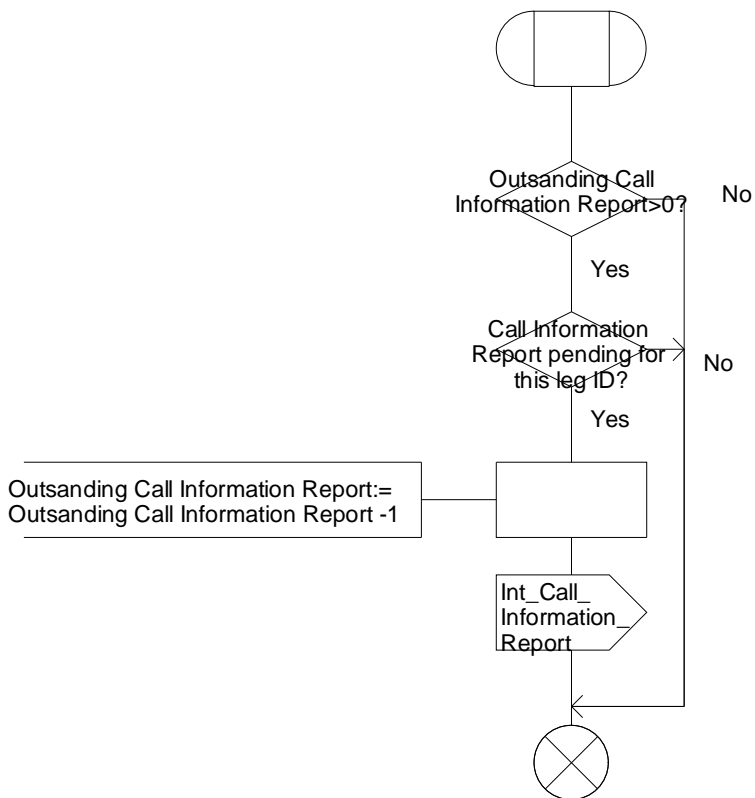 Outsanding Call
Information Report>0?
No
Yes
Call Information
Report pending for
this leg ID?
No
Yes
Outsanding Call Information Report:=
Outsanding Call Information Report -1
Int_Call_
Information_
Report